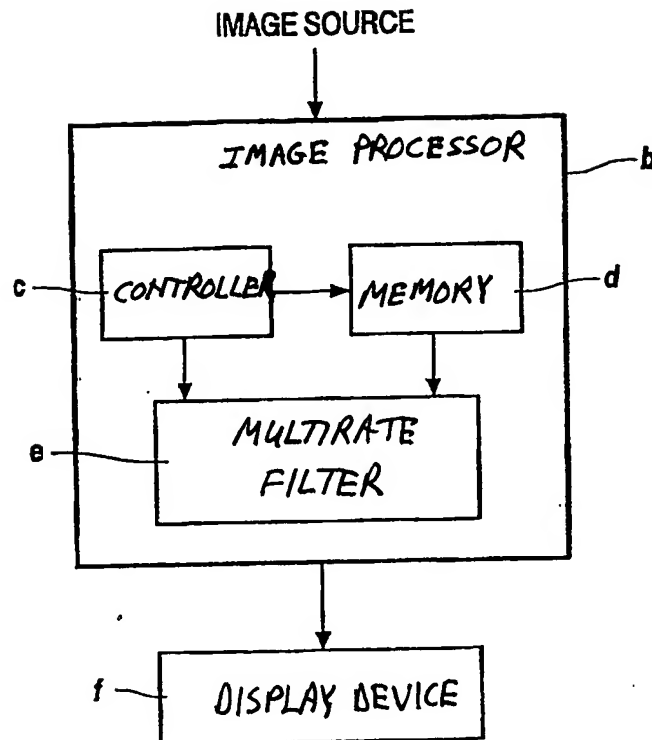 IMAGE SOURCE
IMAGE PROCESSOR
b
c
CONTROLLER
MEMORY
d
e
MULTIRATE
FILTER
f
DISPLAY DEVICE